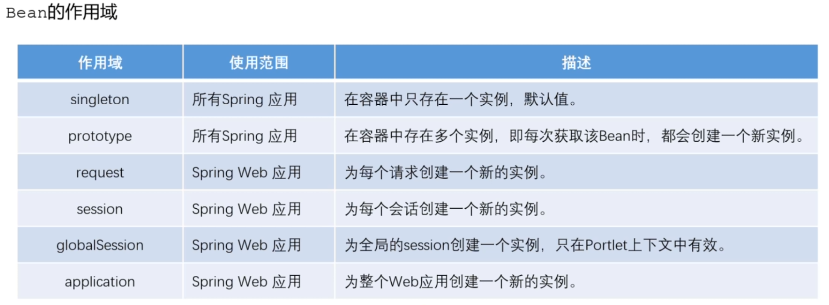 Bean的作用域
作用域 使用范围 描述
singleton 所有Spring 应用 在容器中只存在一个实例，默认值。
prototype 所有Spring 应用 在容器中存在多个实例，即每次获取该Bean时，都会创建一个新实例。
request Spring Web 应用 为每个请求创建一个新的实例。
session Spring Web 应用 为每个会话创建一个新的实例。
globalSession Spring Web 应用 为全局的session创建一个实例，只在Portlet上下文中有效。
application Spring Web 应用 为整个Web应用创建一个新的实例。